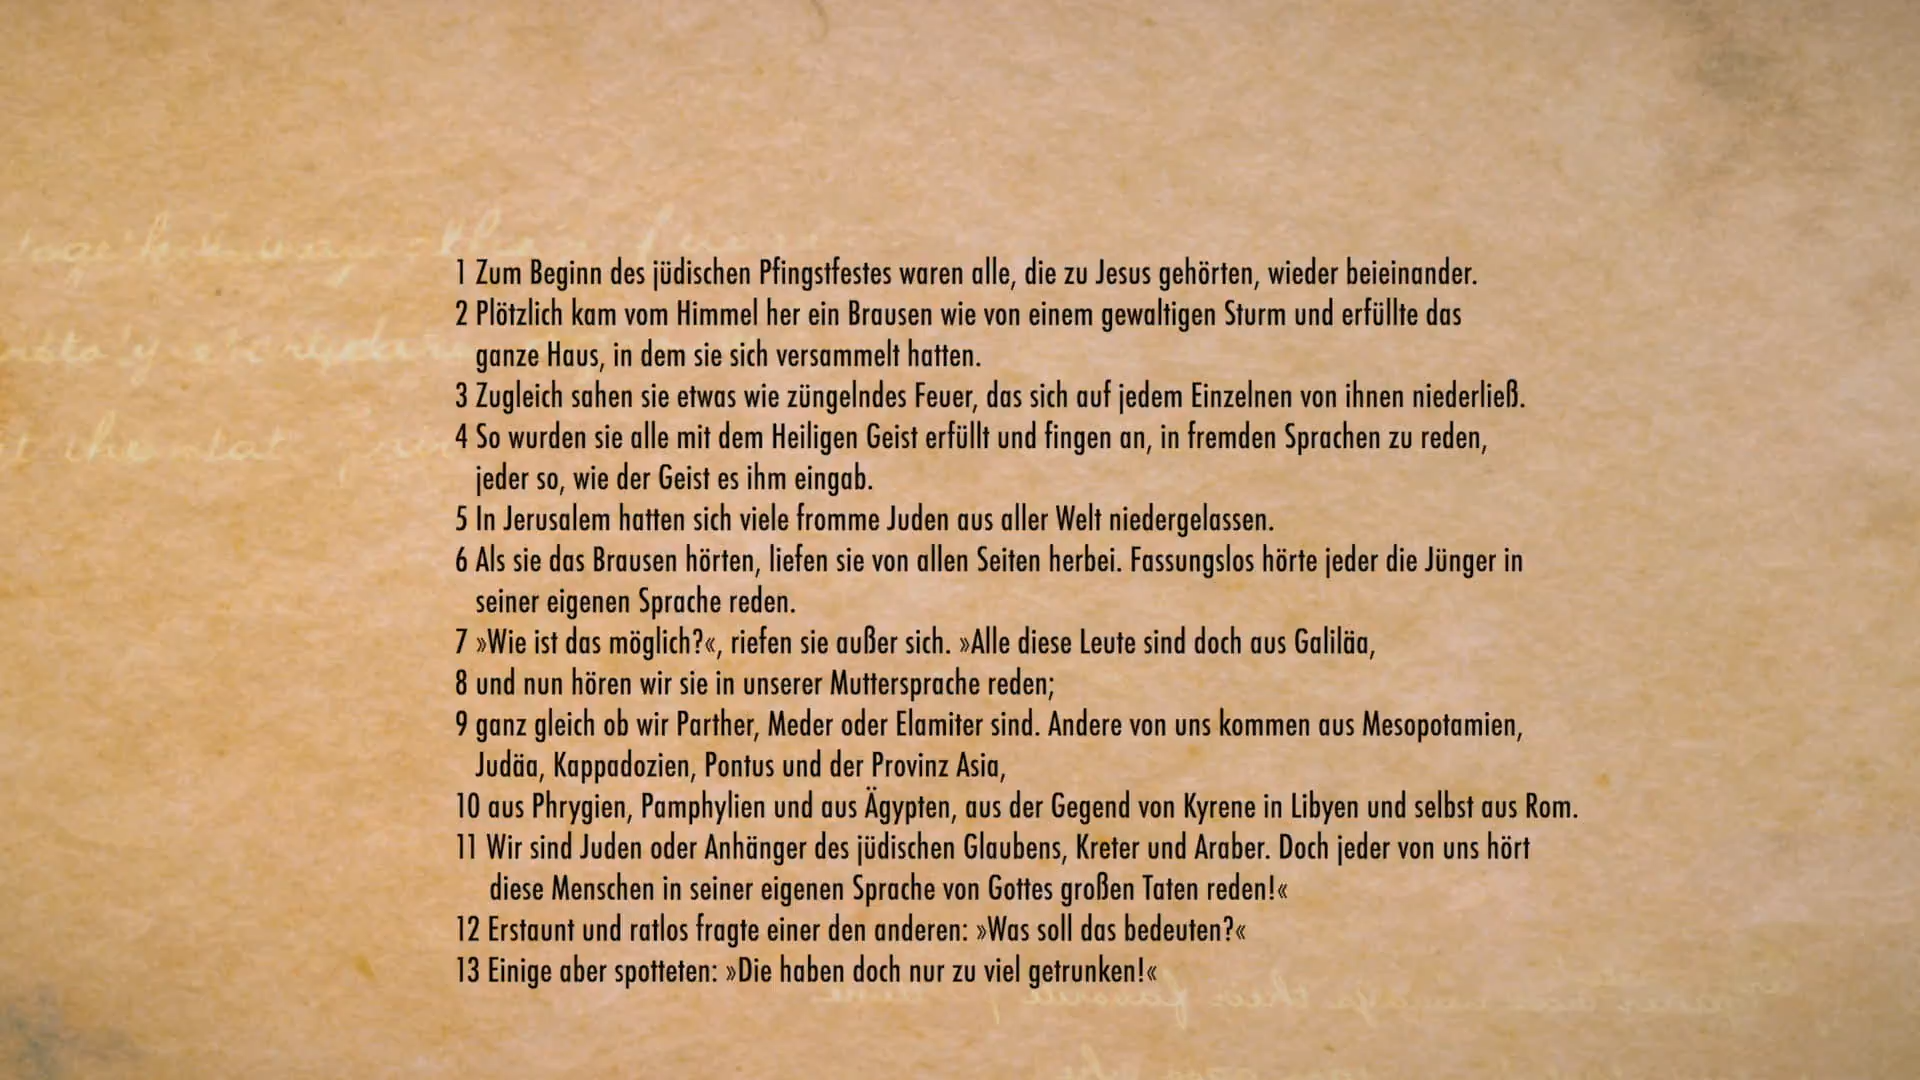 1 Zum Beginn des jüdischen Pfingstfestes waren alle, die zu Jesus gehörten, wieder beieinander.
2 Plötzlich kam vom Himmel her ein Brausen wie von einem gewaltigen Sturm und erfüllte das
ganze Haus, in dem sie sich versammelt hatten.
3 Zugleich sahen sie etwas wie züngelndes Feuer, das sich auf jedem Einzelnen von ihnen niederließ.
4 So wurden sie alle mit dem Heiligen Geist erfüllt und fingen an, in fremden Sprachen zu reden,
jeder so, wie der Geist es ihm eingab.
5 In Jerusalem hatten sich viele fromme Juden aus aller Welt niedergelassen.
6 Als sie das Brausen hörten, liefen sie von allen Seiten herbei. Fassungslos hörte jeder die Jünger in
seiner eigenen Sprache reden.
7 »Wie ist das möglich?«, riefen sie außer sich. »Alle diese Leute sind doch aus Galiläa,
8 und nun hören wir sie in unserer Muttersprache reden;
9 ganz gleich ob wir Parther, Meder oder Elamiter sind. Andere von uns kommen aus Mesopotamien,
Judäa, Kappadozien, Pontus und der Provinz Asia,
10 aus Phrygien, Pamphylien und aus Ägypten, aus der Gegend von Kyrene in Libyen und selbst aus Rom.
11 Wir sind Juden oder Anhänger des jüdischen Glaubens, Kreter und Araber. Doch jeder von uns hört
diese Menschen in seiner eigenen Sprache von Gottes großen Taten reden!«
12 Erstaunt und ratlos fragte einer den anderen: »Was soll das bedeuten?«
13 Einige aber spotteten: »Die haben doch nur zu viel getrunken!«